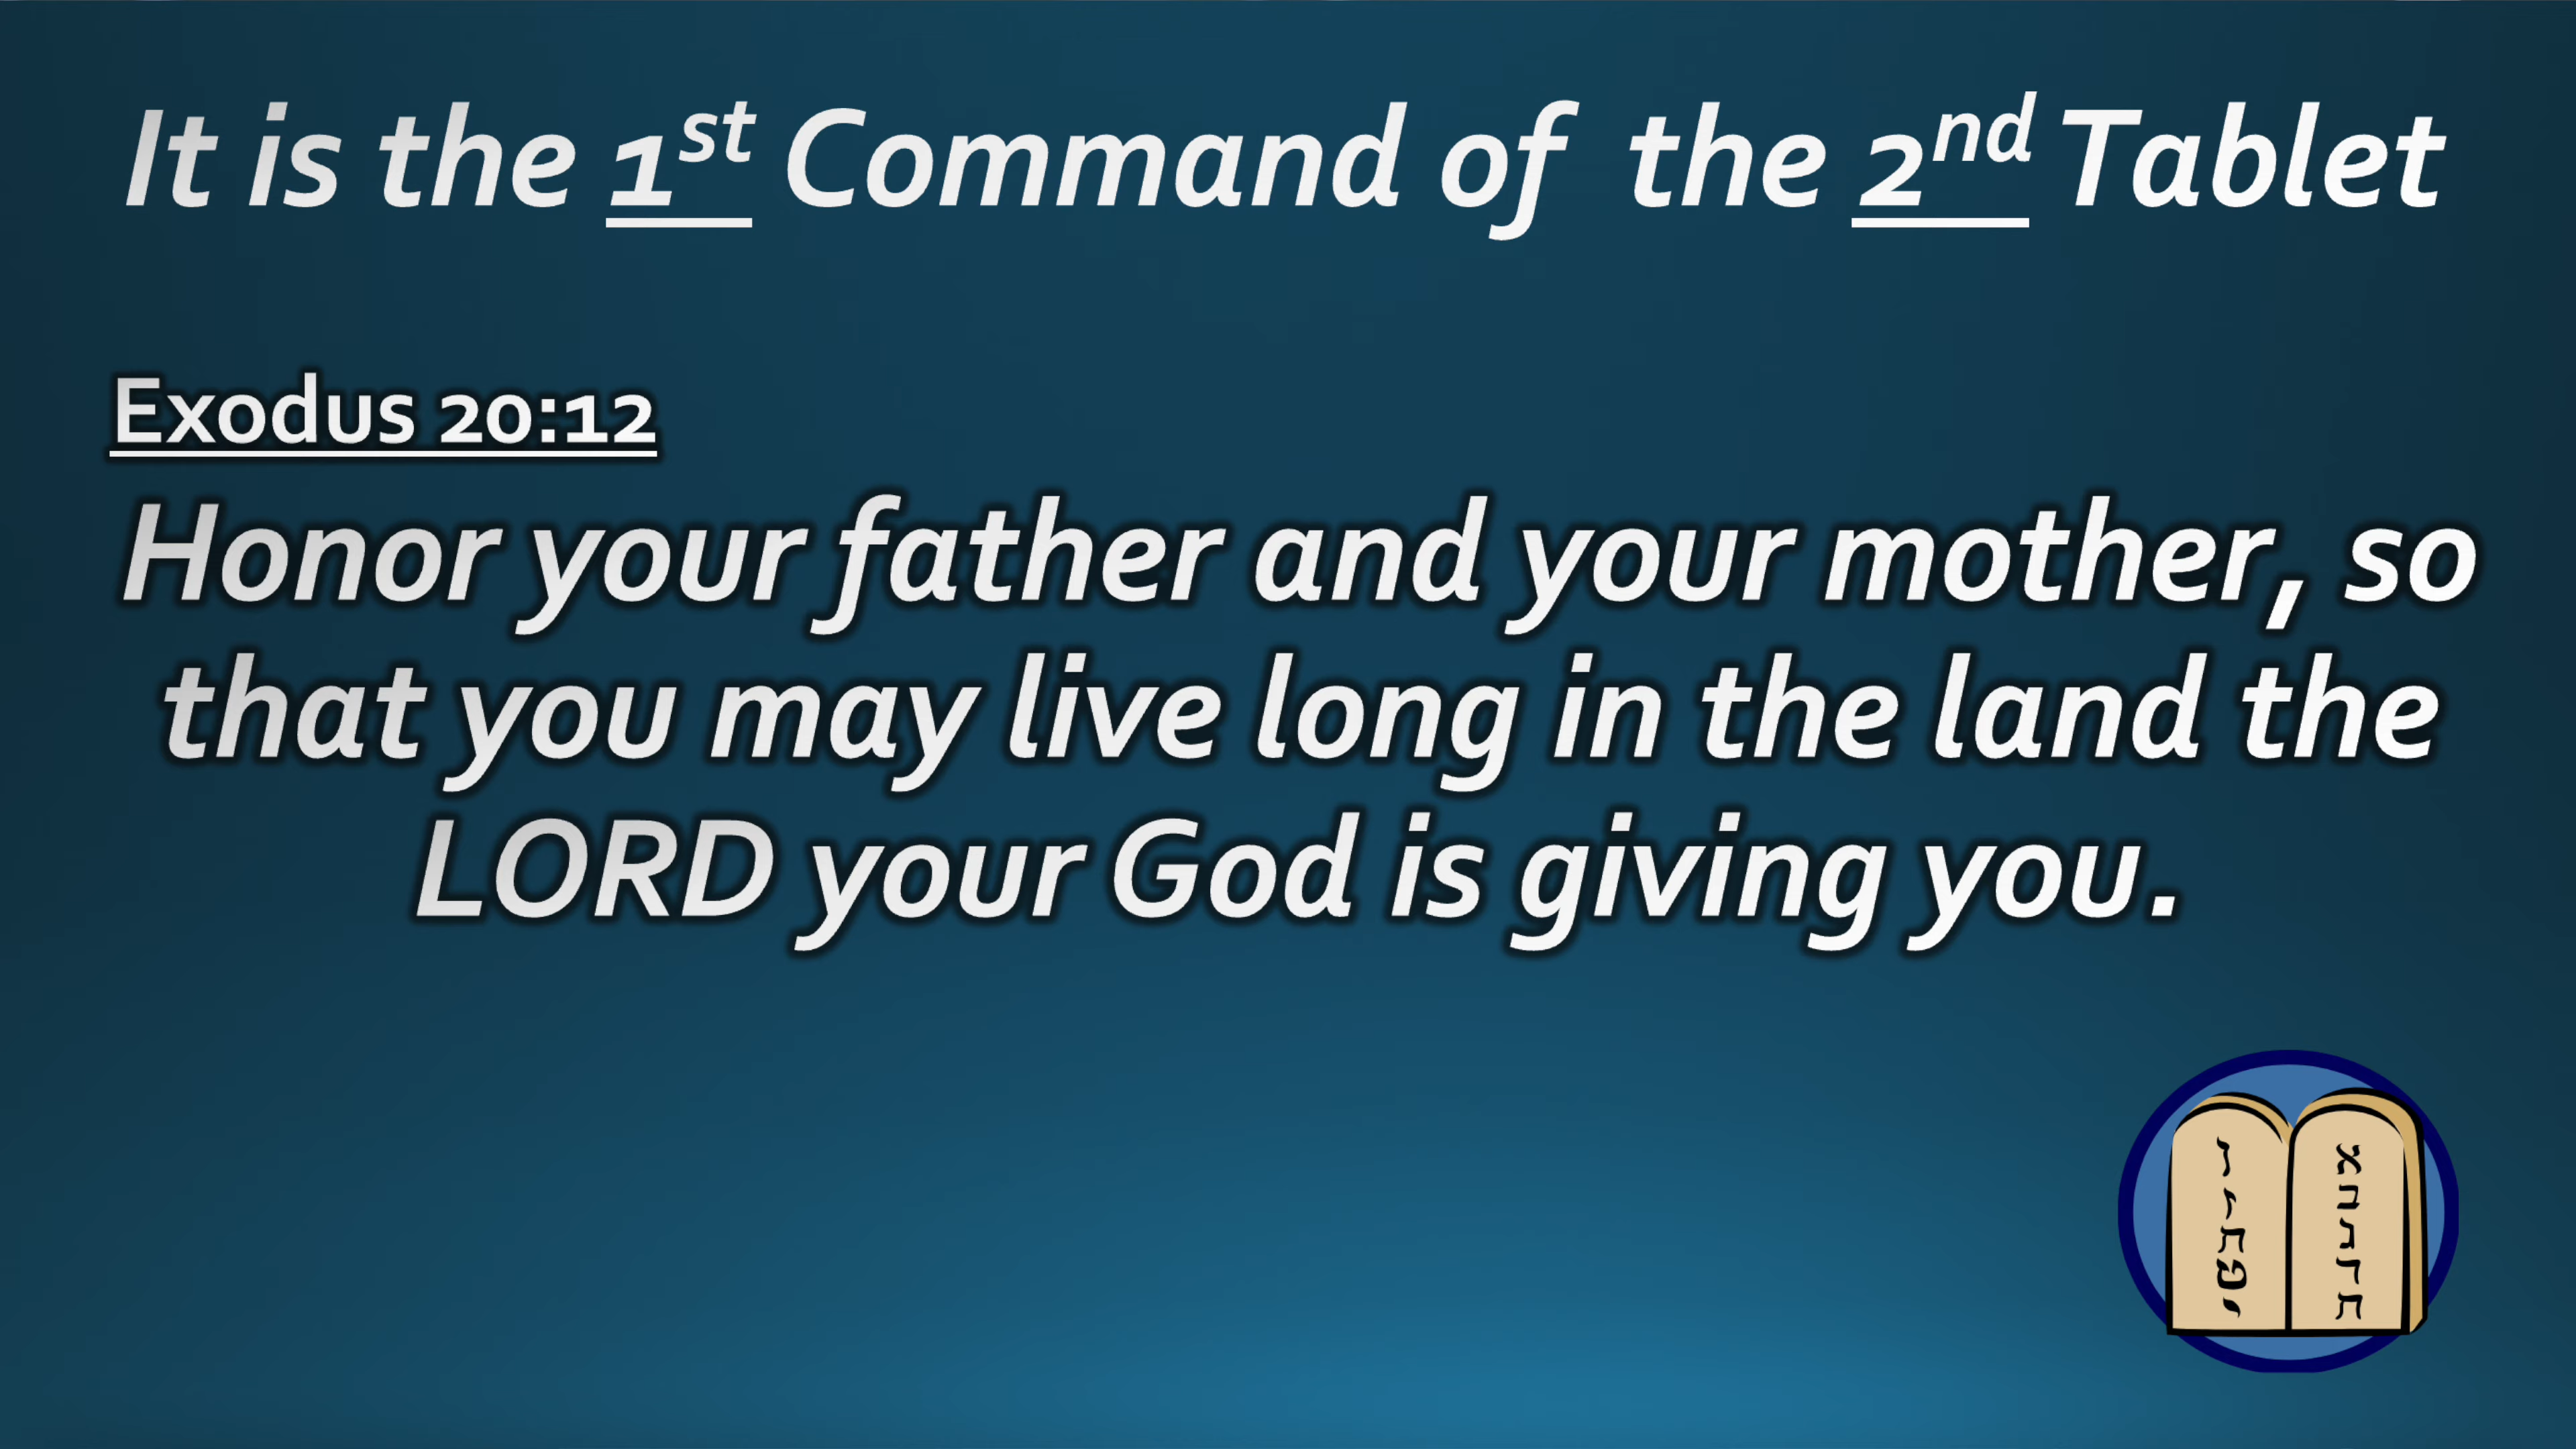 It is the 1st Command of the 2nd Tablet
Exodus 20:12
Honor your father and your mother, so
that you may live long in the land the
LORD your God is giving you.